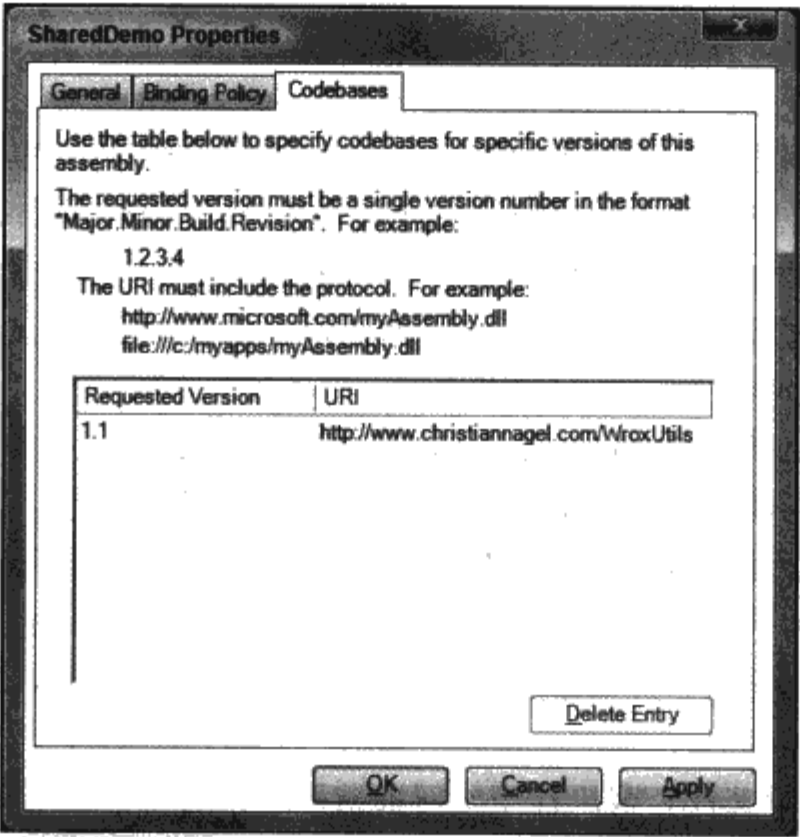 SharedDemo Properties
General Binding Policy Codebases
Use the table below to specify codebases for specific versions of this
assembly.
The requested version must be a single version number in the format
"Major.Minor.Build.Revision". For example:
1.2.3.4
The URI must include the protocol. For example:
http://www.microsoft.com/myAssembly.dll
file:///c:/myapps/myAssembly.dll
Requested Version URI
1.1 http://www.christiannagel.com/WroxUtils
Delete Entry
OK Cancel Apply